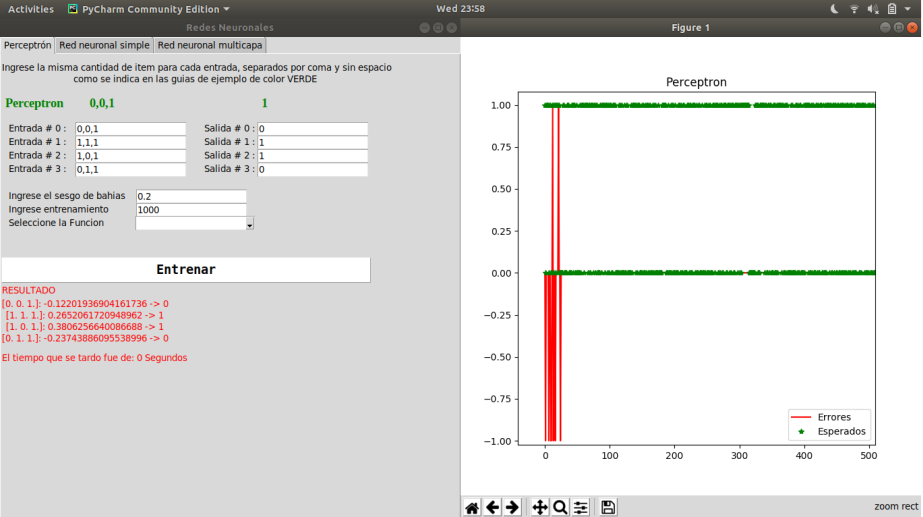 Activities PyCharm Community Edition Wed 23:58
Redes Neuronales
Perceptrón Red neuronal simple Red neuronal multicapa
Ingrese la misma cantidad de item para cada entrada, separados por coma y sin espacio
como se indica en las guias de ejemplo de color VERDE
Perceptron 0,0,1 1
Entrada # 0 : 0,0,1 Salida # 0 : 0
Entrada # 1 : 1,1,1 Salida # 1 : 1
Entrada # 2 : 1,0,1 Salida # 2 : 1
Entrada # 3 : 0,1,1 Salida # 3 : 0
Ingrese el sesgo de bahias 0.2
Ingrese entrenamiento 1000
Seleccione la Funcion
Entrenar
RESULTADO
[0. 0. 1.]: -0.12201936904161736 -> 0
[1. 1. 1.]: 0.2652061720948962 -> 1
[1. 0. 1.]: 0.3806256640086688 -> 1
[0. 1. 1.]: -0.23743886095538996 -> 0
El tiempo que se tardo fue de: 0 Segundos
Figure 1
Perceptron
1.00
0.75
0.50
0.25
0.00
−0.25
−0.50
−0.75
−1.00
0 100 200 300 400 500
Errores
Esperados
zoom rect